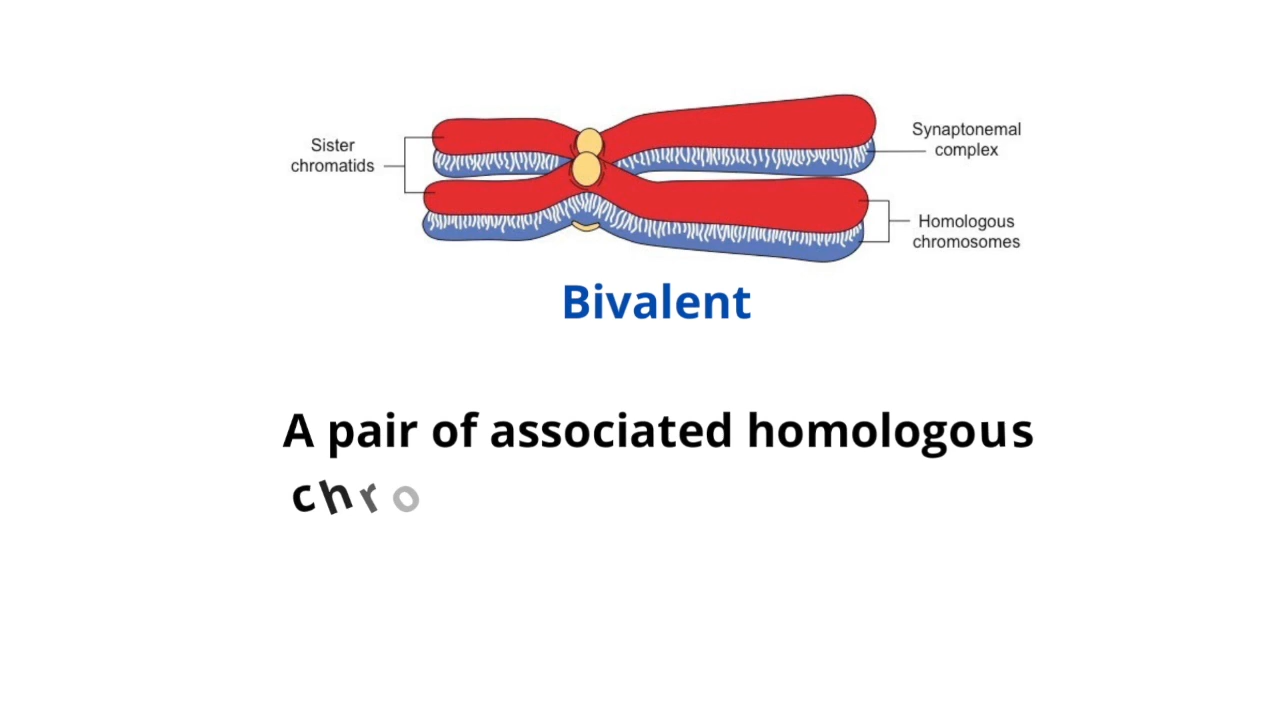 Sister
chromatids
Synaptonemal
complex
Homologous
chromosomes
Bivalent
A pair of associated homologous
chro